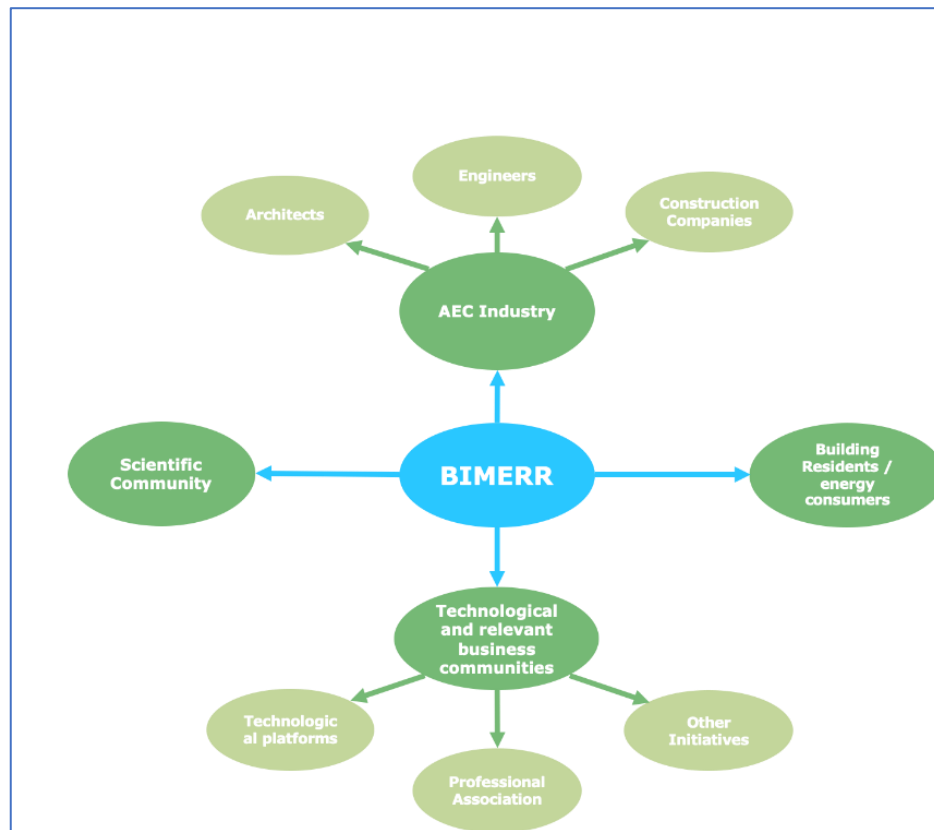 Engineers
Architects
Construction
Companies
AEC Industry
Scientific
Community
BIMERR
Building
Residents /
energy
consumers
Technological
and relevant
business
communities
Technologic
al platforms
Other
Initiatives
Professional
Association